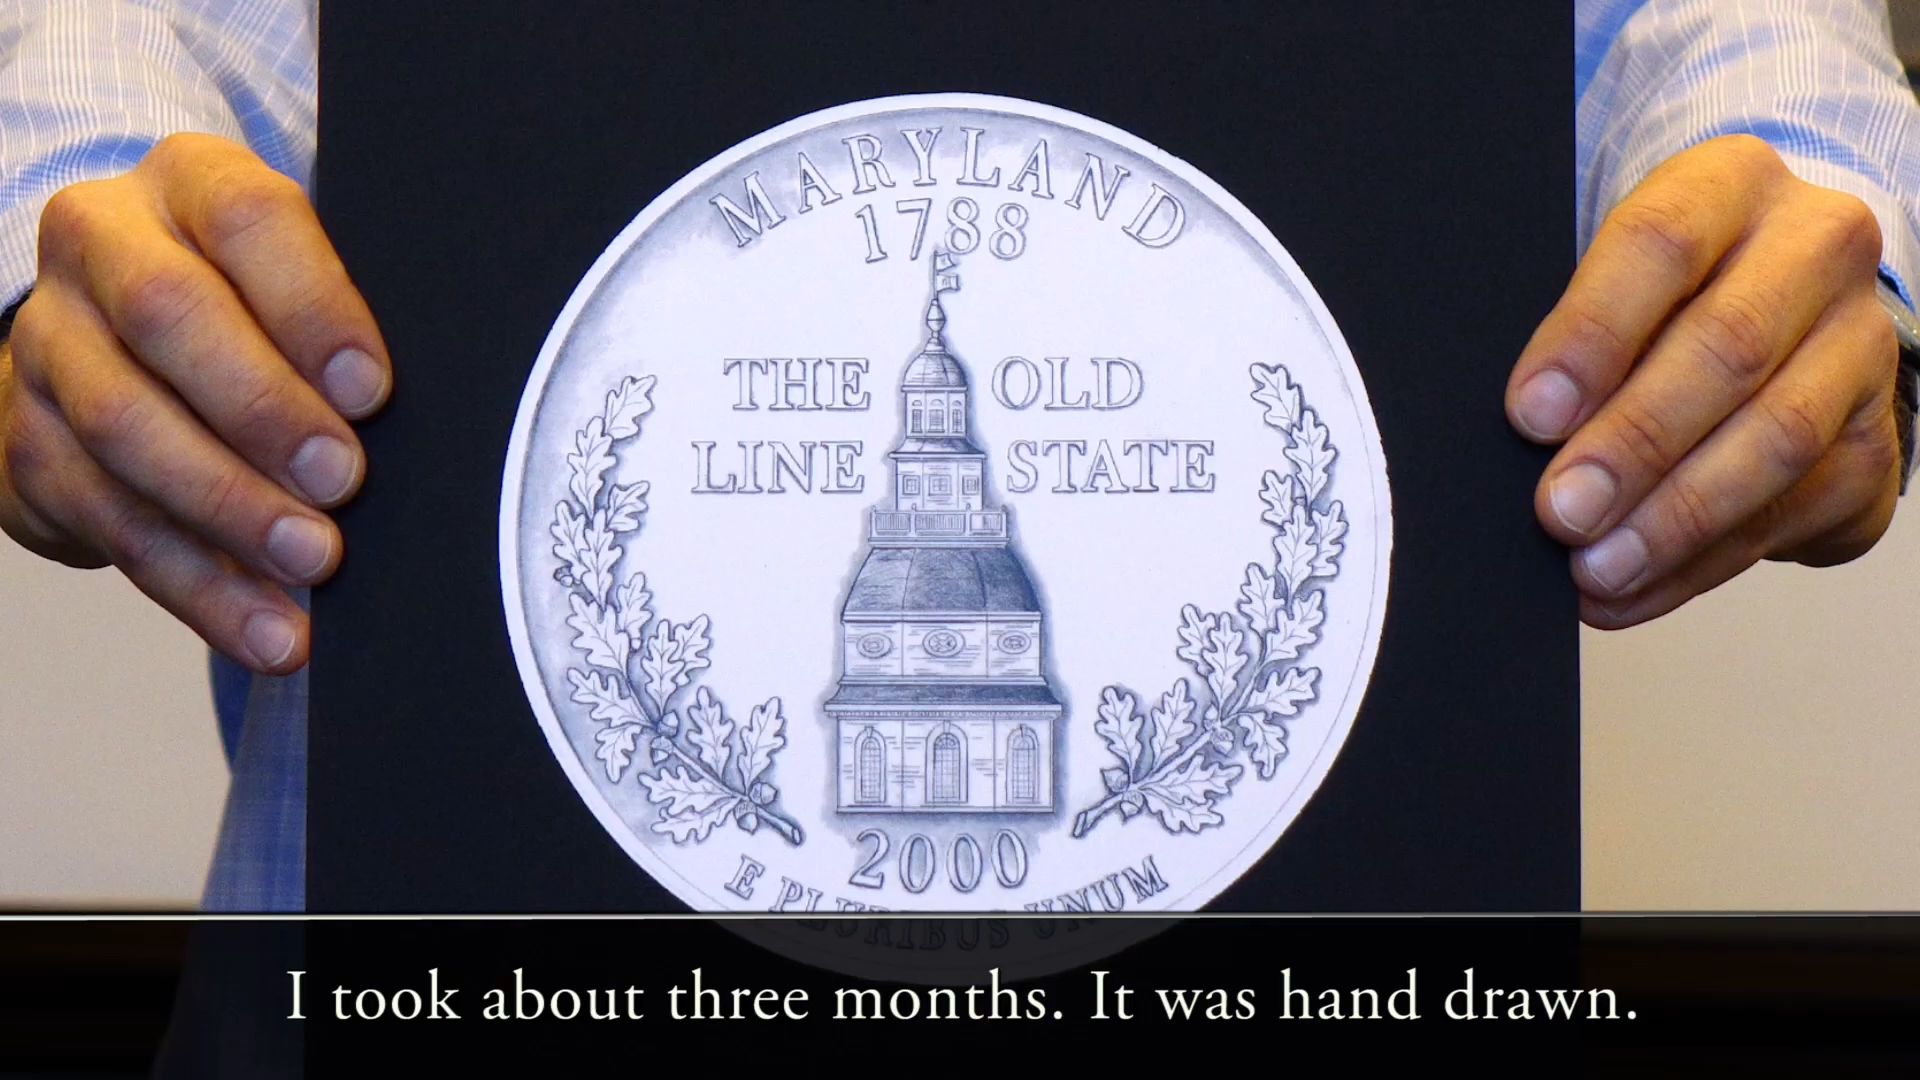 MARYLAND
1788
THE OLD
LINE STATE
2000
E PLURIBUS UNUM
I took about three months. It was hand drawn.